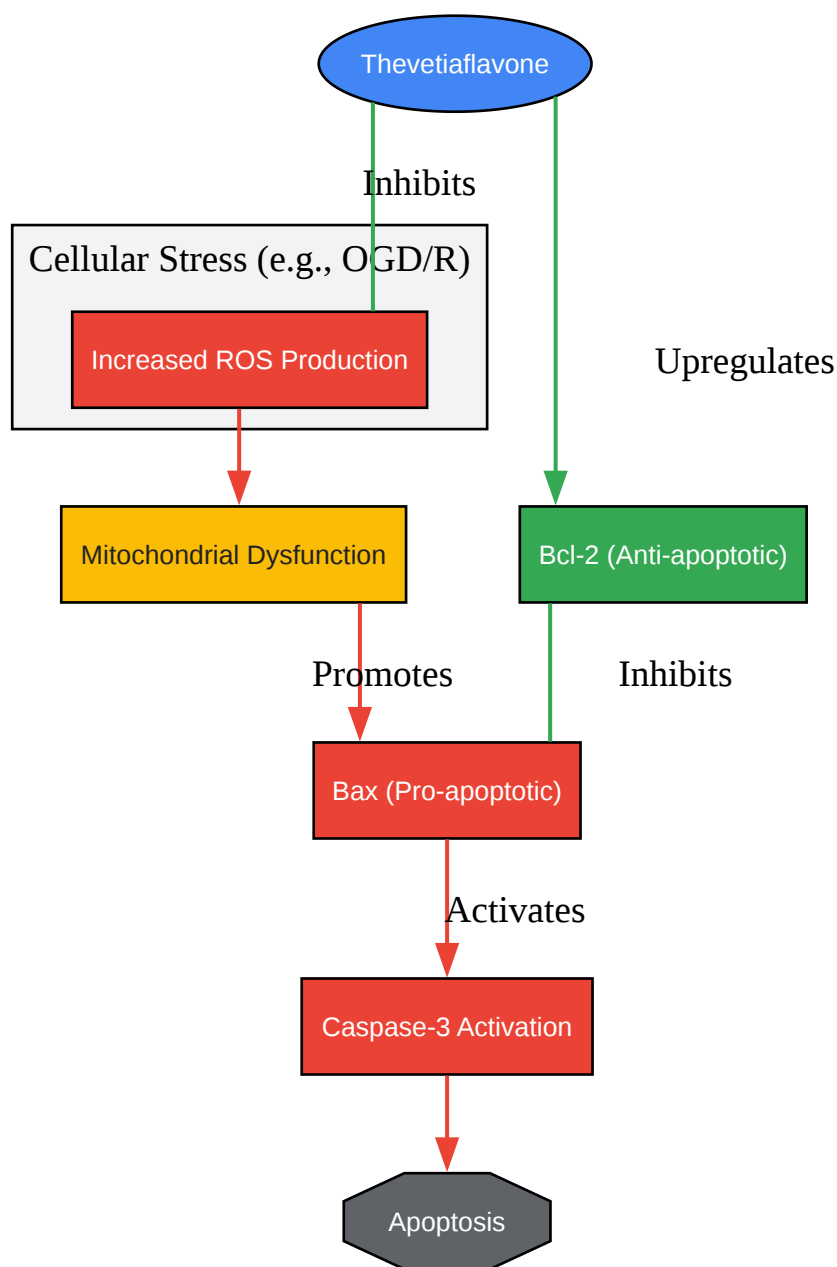 Thevetiaflavone
Inhibits
Cellular Stress (e.g., OGD/R)
Increased ROS Production
Upregulates
Mitochondrial Dysfunction
Bcl-2 (Anti-apoptotic)
Promotes
Inhibits
Bax (Pro-apoptotic)
Activates
Caspase-3 Activation
Apoptosis